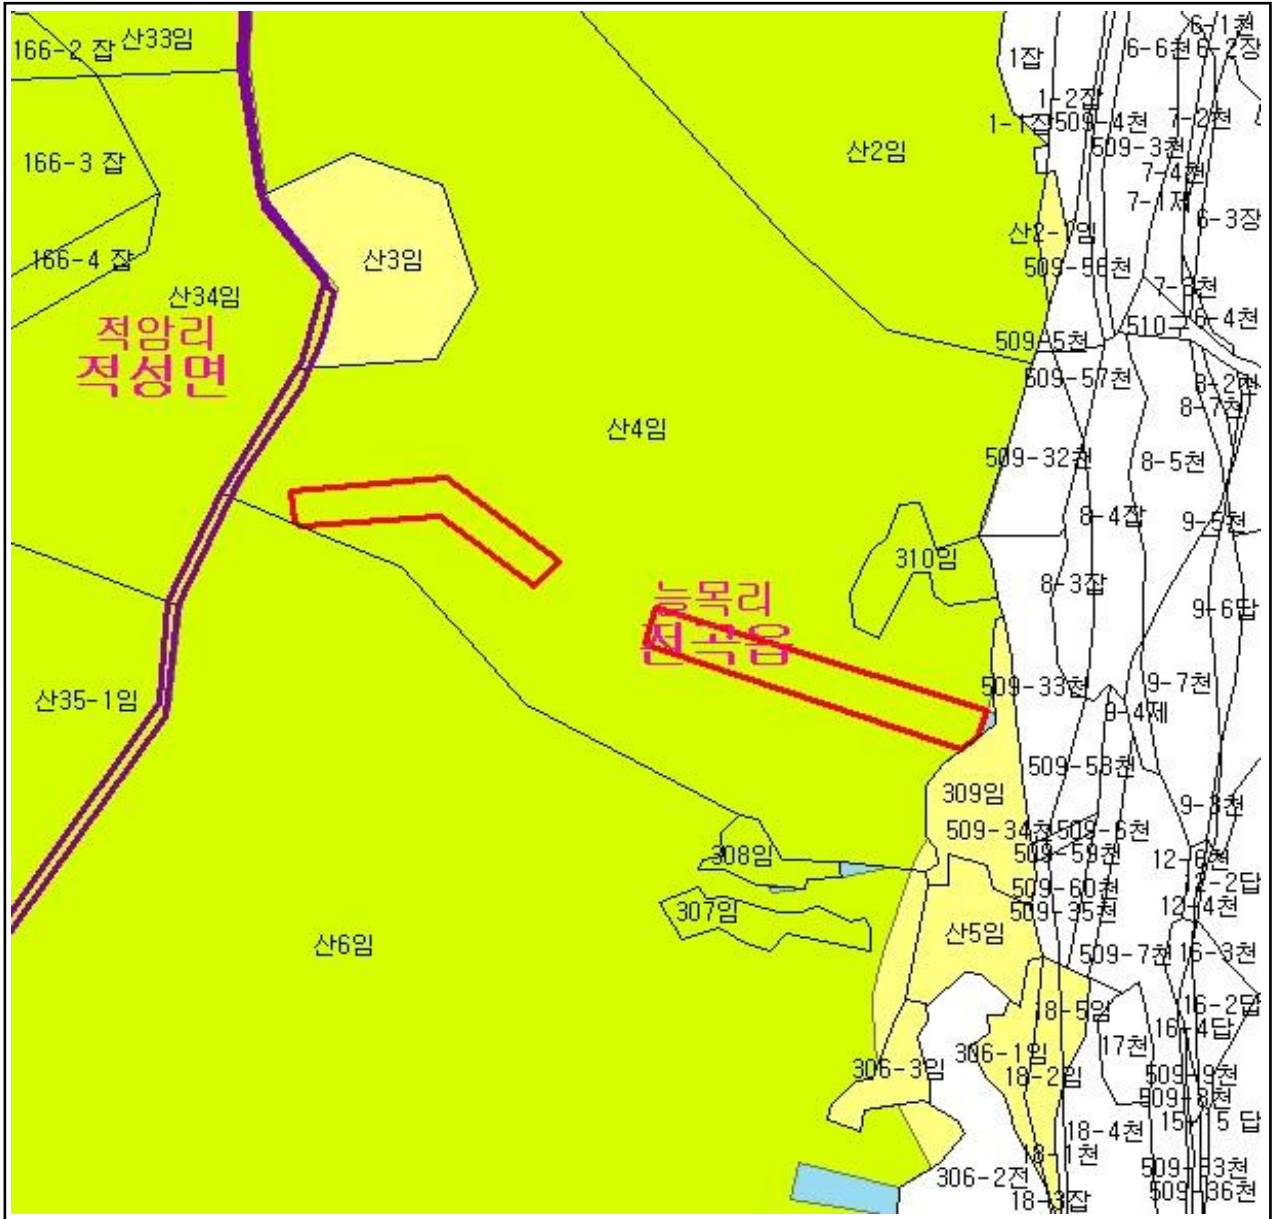 6-1천
166-2 잡
산33임
1잡
6-6천
6-2장
1-2잡
1-1잡
509-4천
7-2천
산2임
509-3천
166-3 잡
7-4천
7-1제
6-3장
산2-1임
166-4 잡
산3임
509-56천
산34임
7-3천
6-4천
적암리
510구
적성면
509-5천
509-57천
8-2천
8-7천
산4임
509-32천
8-5천
8-4잡
9-5천
310임
8-3잡
능목리
9-6답
전곡읍
산35-1임
509-33천
9-7천
9-4제
509-58천
309임
9-3천
509-34천
509-6천
308임
509-59천
12-6천
509-60천
12-2답
307임
509-35천
12-4천
산6임
산5임
509-7천
16-3천
18-5임
16-2답
16-4답
306-3임
306-1임
17천
18-2임
509-9천
509-8천
15-15 답
18-4천
18-1천
306-2전
509-53천
18-3잡
509-36천